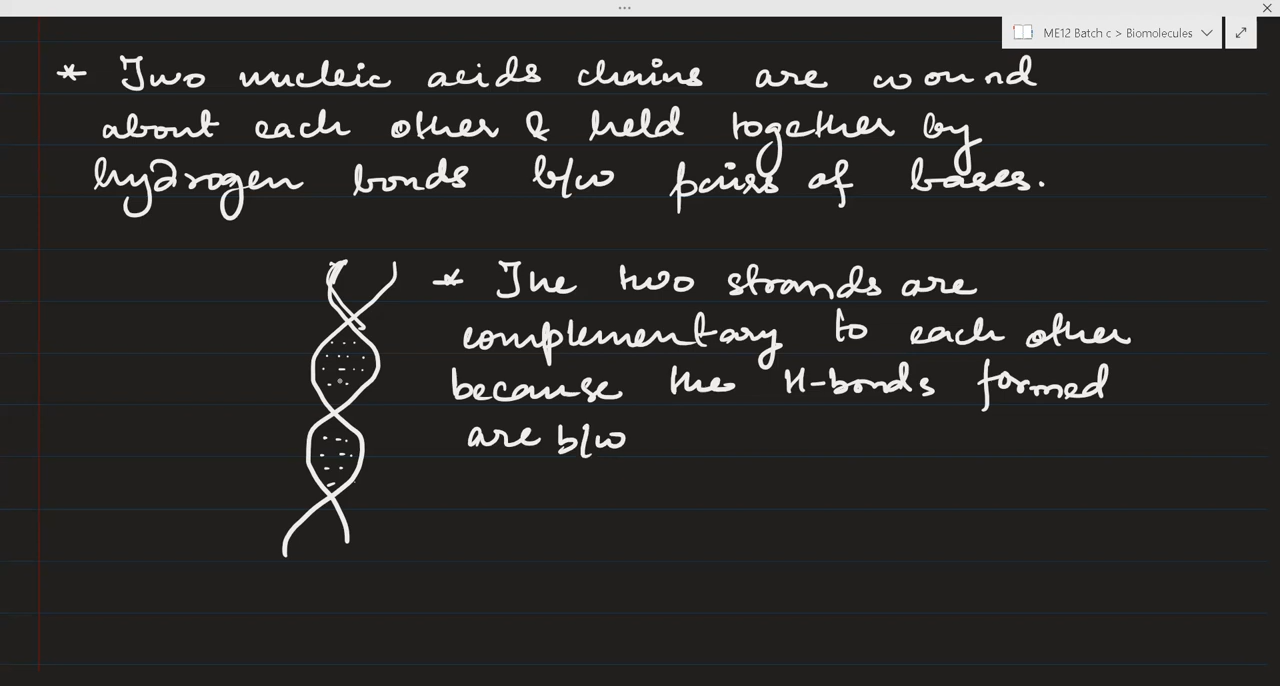 ME12 Batch c > Biomolecules
* Two nucleic acids chains are wound
about each other & held together by
hydrogen bonds b/w pairs of bases.
* The two strands are
complementary to each other
because the H-bonds formed
are b/w